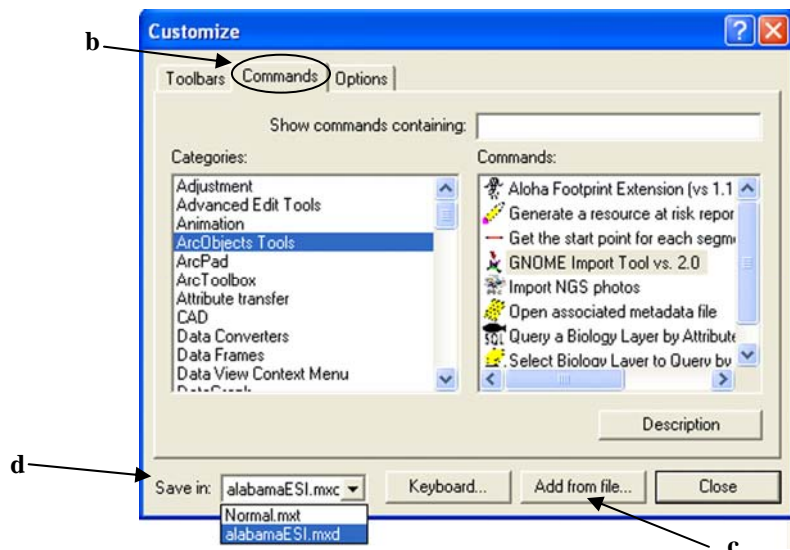 Customize
b
Toolbars Commands Options
Show commands containing:
Categories:
Adjustment
Advanced Edit Tools
Animation
ArcObjects Tools
ArcPad
ArcToolbox
Attribute transfer
CAD
Data Converters
Data Frames
Data View Context Menu
DataGraph
Commands:
Aloha Footprint Extension (vs 1.1
Generate a resource at risk repor
Get the start point for each segm
GNOME Import Tool vs. 2.0
Import NGS photos
Open associated metadata file
SQL Query a Biology Layer by Attribute
Select Biology Layer to Query by
Description
d
Save in: alabamaESI.mxd Keyboard... Add from file... Close
Normal.mxt
alabamaESI.mxd
c